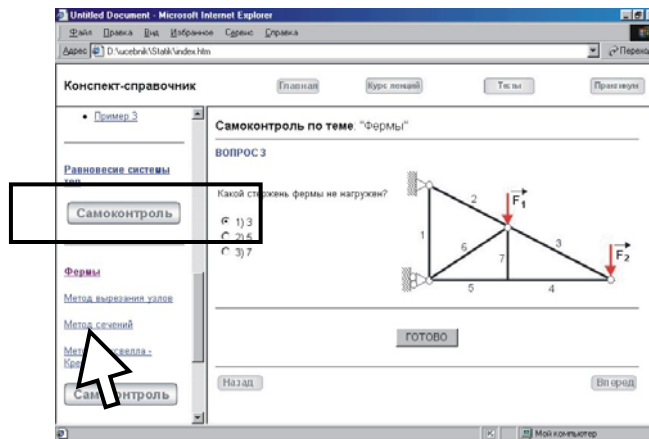 Untitled Document - Microsoft Internet Explorer
Файл Правка Вид Избранное Сервис Справка
Адрес D:\ucebnik\Statik\index.htm Перехо
Конспект-справочник
Главная Курс лекций Тесты Практикум
Пример 3
Равновесие системы
тел
Самоконтроль
Фермы
Метод вырезания узлов
Метод сечений
Самоконтроль по теме: "Фермы"
ВОПРОС 3
Какой стержень фермы не нагружен?
1) 3
2) 5
3) 7
1
2
3
4
5
6
7
F1
F2
ГОТОВО
Назад Вперед
Мой компьютер